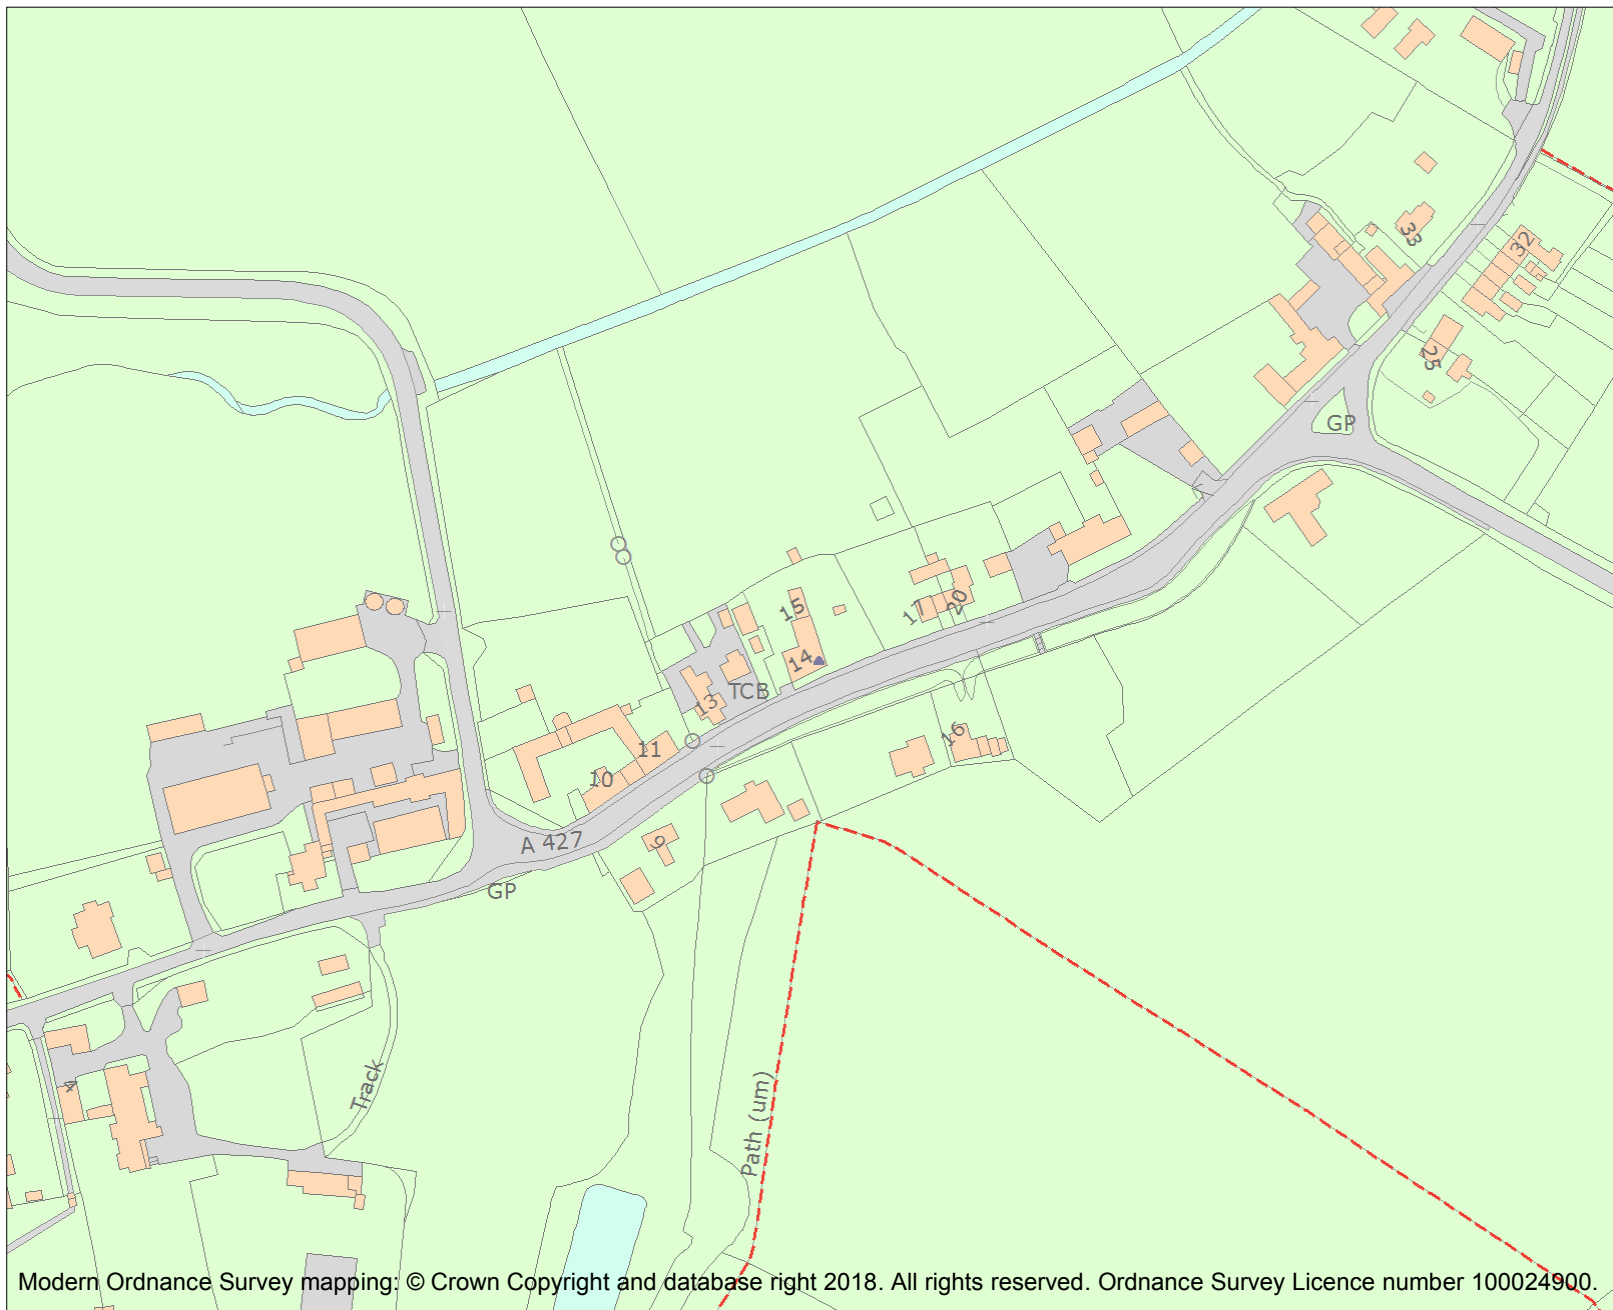 33
32
25
GP
15
17
20
14
TCB
13
16
11
10
A 427
9
GP
Track
4
Path (um)
Modern Ordnance Survey mapping: © Crown Copyright and database right 2018. All rights reserved. Ordnance Survey Licence number 100024900.